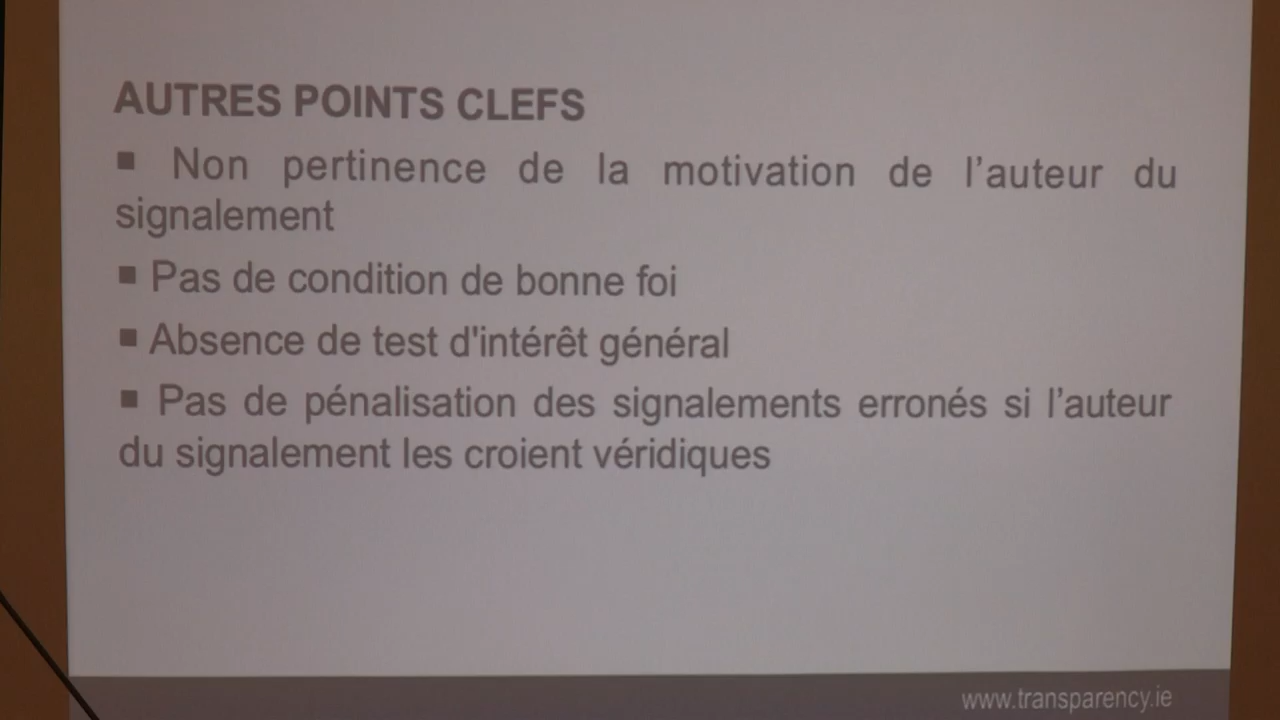 AUTRES POINTS CLEFS
▪ Non pertinence de la motivation de l'auteur du
signalement
▪ Pas de condition de bonne foi
▪ Absence de test d'intérêt général
▪ Pas de pénalisation des signalements erronés si l'auteur
du signalement les croient véridiques
www.transparency.ie